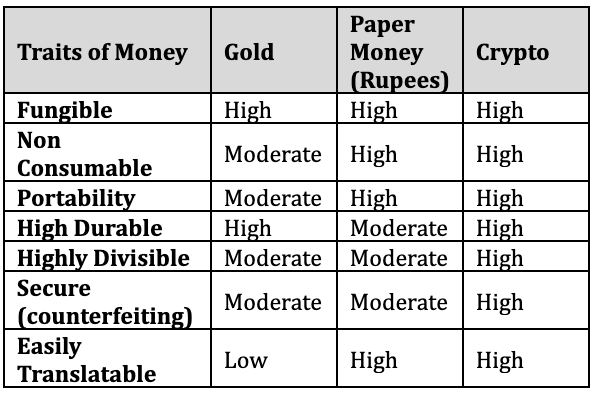 Traits of Money Gold Paper Money (Rupees) Crypto
Fungible High High High
Non Consumable Moderate High High
Portability Moderate High High
High Durable High Moderate High
Highly Divisible Moderate Moderate High
Secure (counterfeiting) Moderate Moderate High
Easily Translatable Low High High